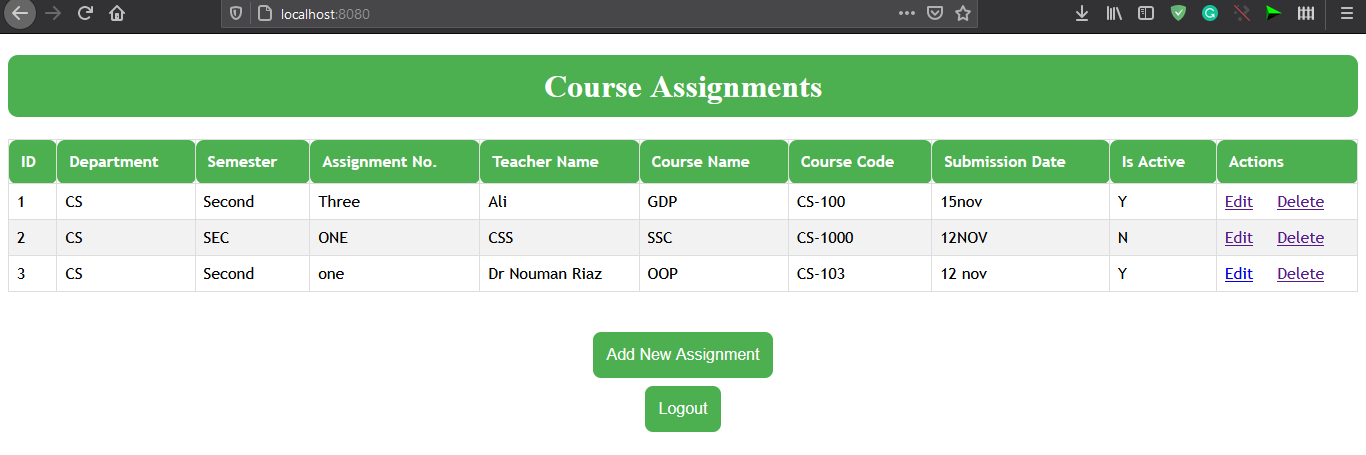 localhost:8080
Course Assignments
ID Department Semester Assignment No. Teacher Name Course Name Course Code Submission Date Is Active Actions
1 CS Second Three Ali GDP CS-100 15nov Y Edit Delete
2 CS SEC ONE CSS SSC CS-1000 12NOV N Edit Delete
3 CS Second one Dr Nouman Riaz OOP CS-103 12 nov Y Edit Delete
Add New Assignment
Logout